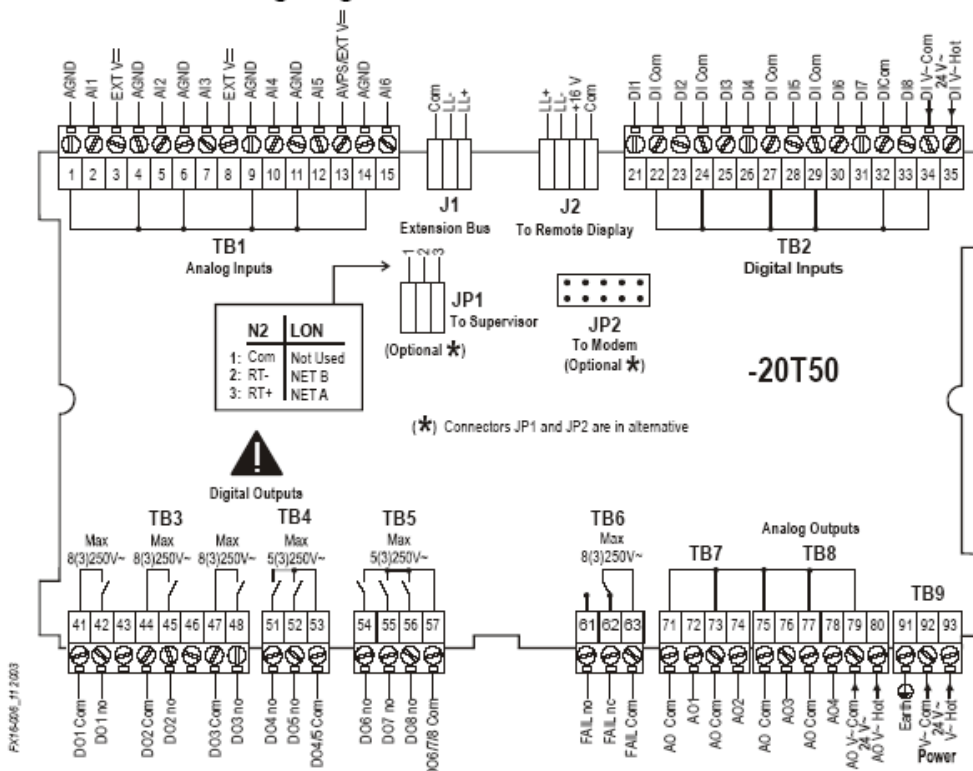 AGND AI1 EXT V= AGND AI2 AGND AI3 EXT V= AGND AI4 AGND AI5 AVPS/EXT V= AGND AI6
Com LL- LL+
LL+ LL- +16 V Com
DI1 DI Com DI2 DI Com DI3 DI4 DI Com DI5 DI Com DI6 DI7 DICom DI8 DI V~ Com 24 V~ DI V~ Hot
1 2 3 4 5 6 7 8 9 10 11 12 13 14 15
21 22 23 24 25 26 27 28 29 30 31 32 33 34 35
J1
Extension Bus
J2
To Remote Display
TB1
Analog Inputs
TB2
Digital Inputs
1 2 3
JP1
To Supervisor
(Optional *)
JP2
To Modem
(Optional *)
N2 LON
1: Com Not Used
2: RT- NET B
3: RT+ NET A
-20T50
(*) Connectors JP1 and JP2 are in alternative
!
Digital Outputs
TB3
Max 8(3)250V~
Max 8(3)250V~
Max 8(3)250V~
TB4
Max 5(3)250V~
TB5
Max 5(3)250V~
TB6
Max 8(3)250V~
Analog Outputs
TB7
TB8
TB9
41 42 43 44 45 46 47 48
51 52 53
54 55 56 57
61 62 63
71 72 73 74
75 76 77 78 79 80
91 92 93
DO1 Com DO1 no DO2 Com DO2 no DO3 Com DO3 no
DO4 no DO5 no DO4/5 Com
DO6 no DO7 no DO8 no DO6/7/8 Com
FAIL no FAIL nc FAIL Com
AO Com AO1 AO Com AO2
AO Com AO3 AO Com AO4 AO V~ Com 24 V~ AO V~ Hot
Earth V~ Com 24 V~ V~ Hot
Power
FX16-006_11 2003